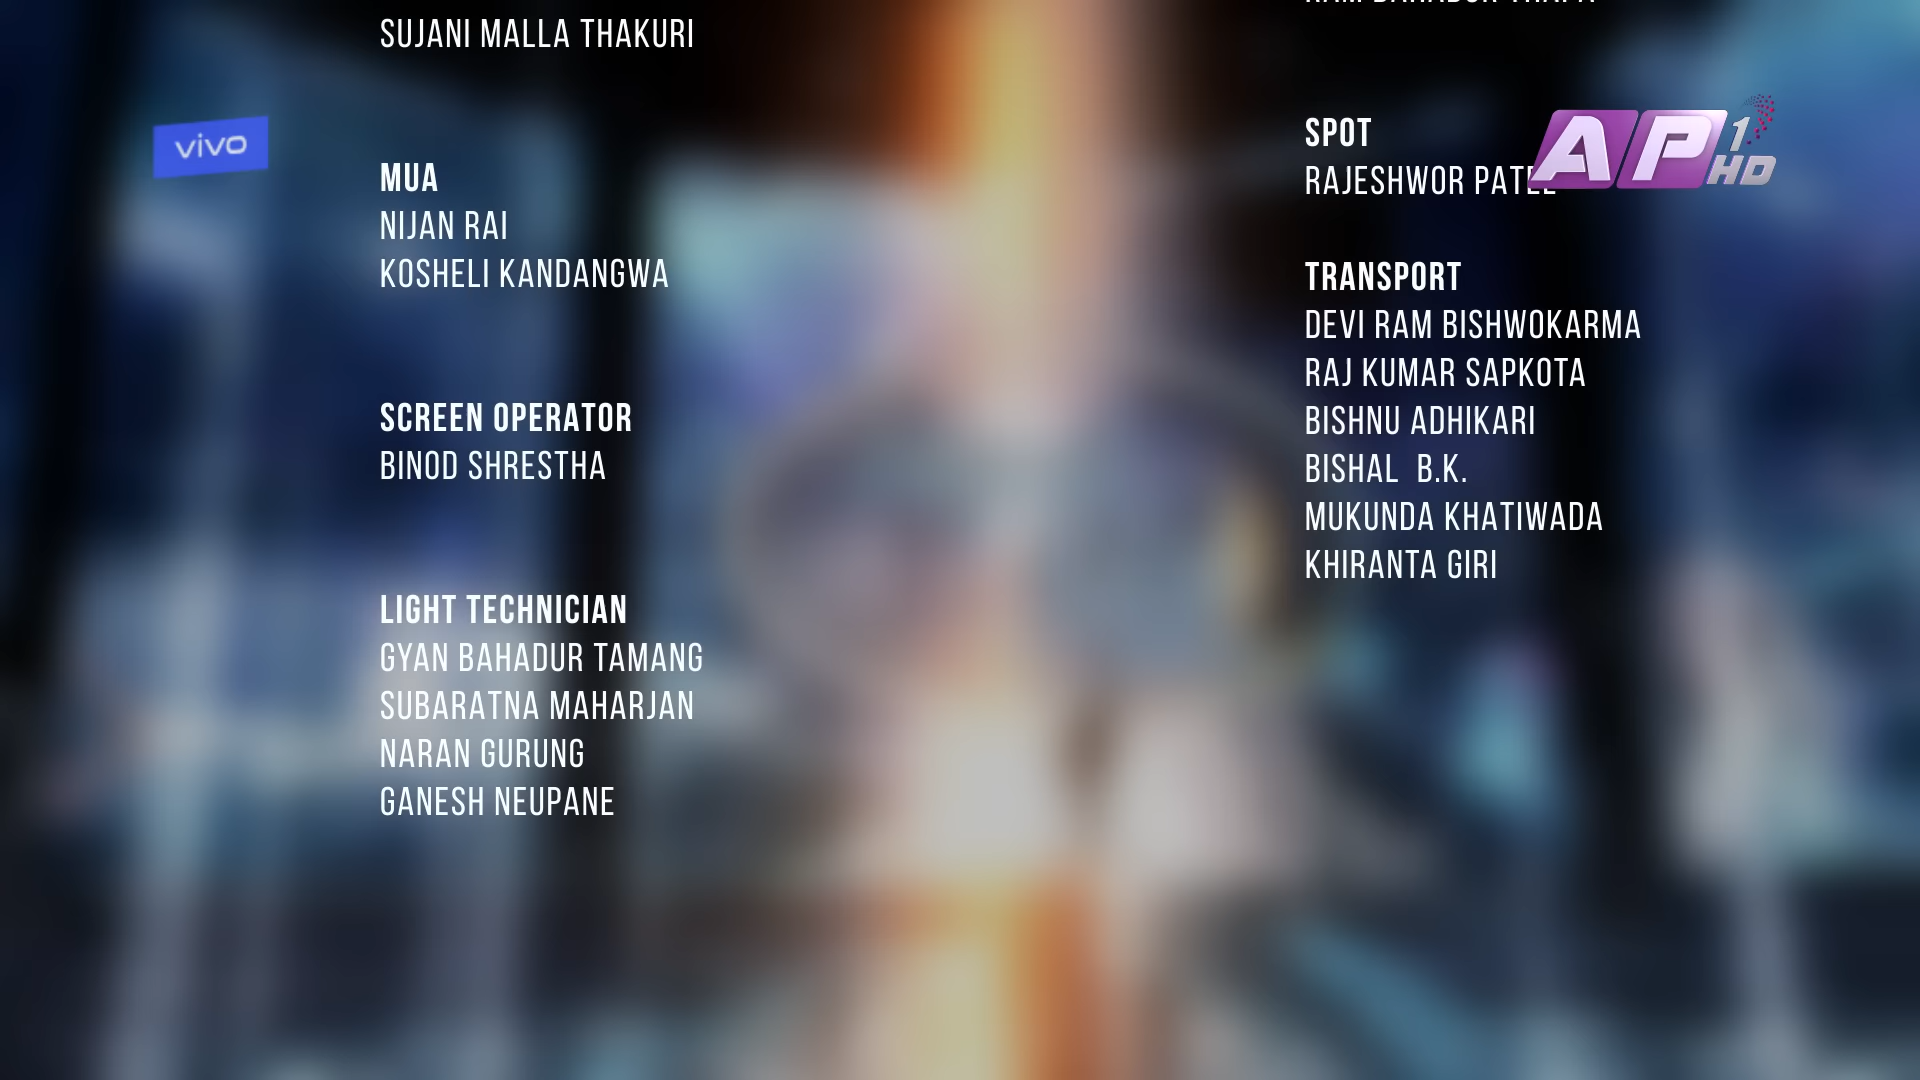 SUJANI MALLA THAKURI
vivo
MUA
NIJAN RAI
KOSHELI KANDANGWA
SCREEN OPERATOR
BINOD SHRESTHA
LIGHT TECHNICIAN
GYAN BAHADUR TAMANG
SUBARATNA MAHARJAN
NARAN GURUNG
GANESH NEUPANE
SPOT
RAJESHWOR PATEL
AP1 HD
TRANSPORT
DEVI RAM BISHWOKARMA
RAJ KUMAR SAPKOTA
BISHNU ADHIKARI
BISHAL  B.K.
MUKUNDA KHATIWADA
KHIRANTA GIRI